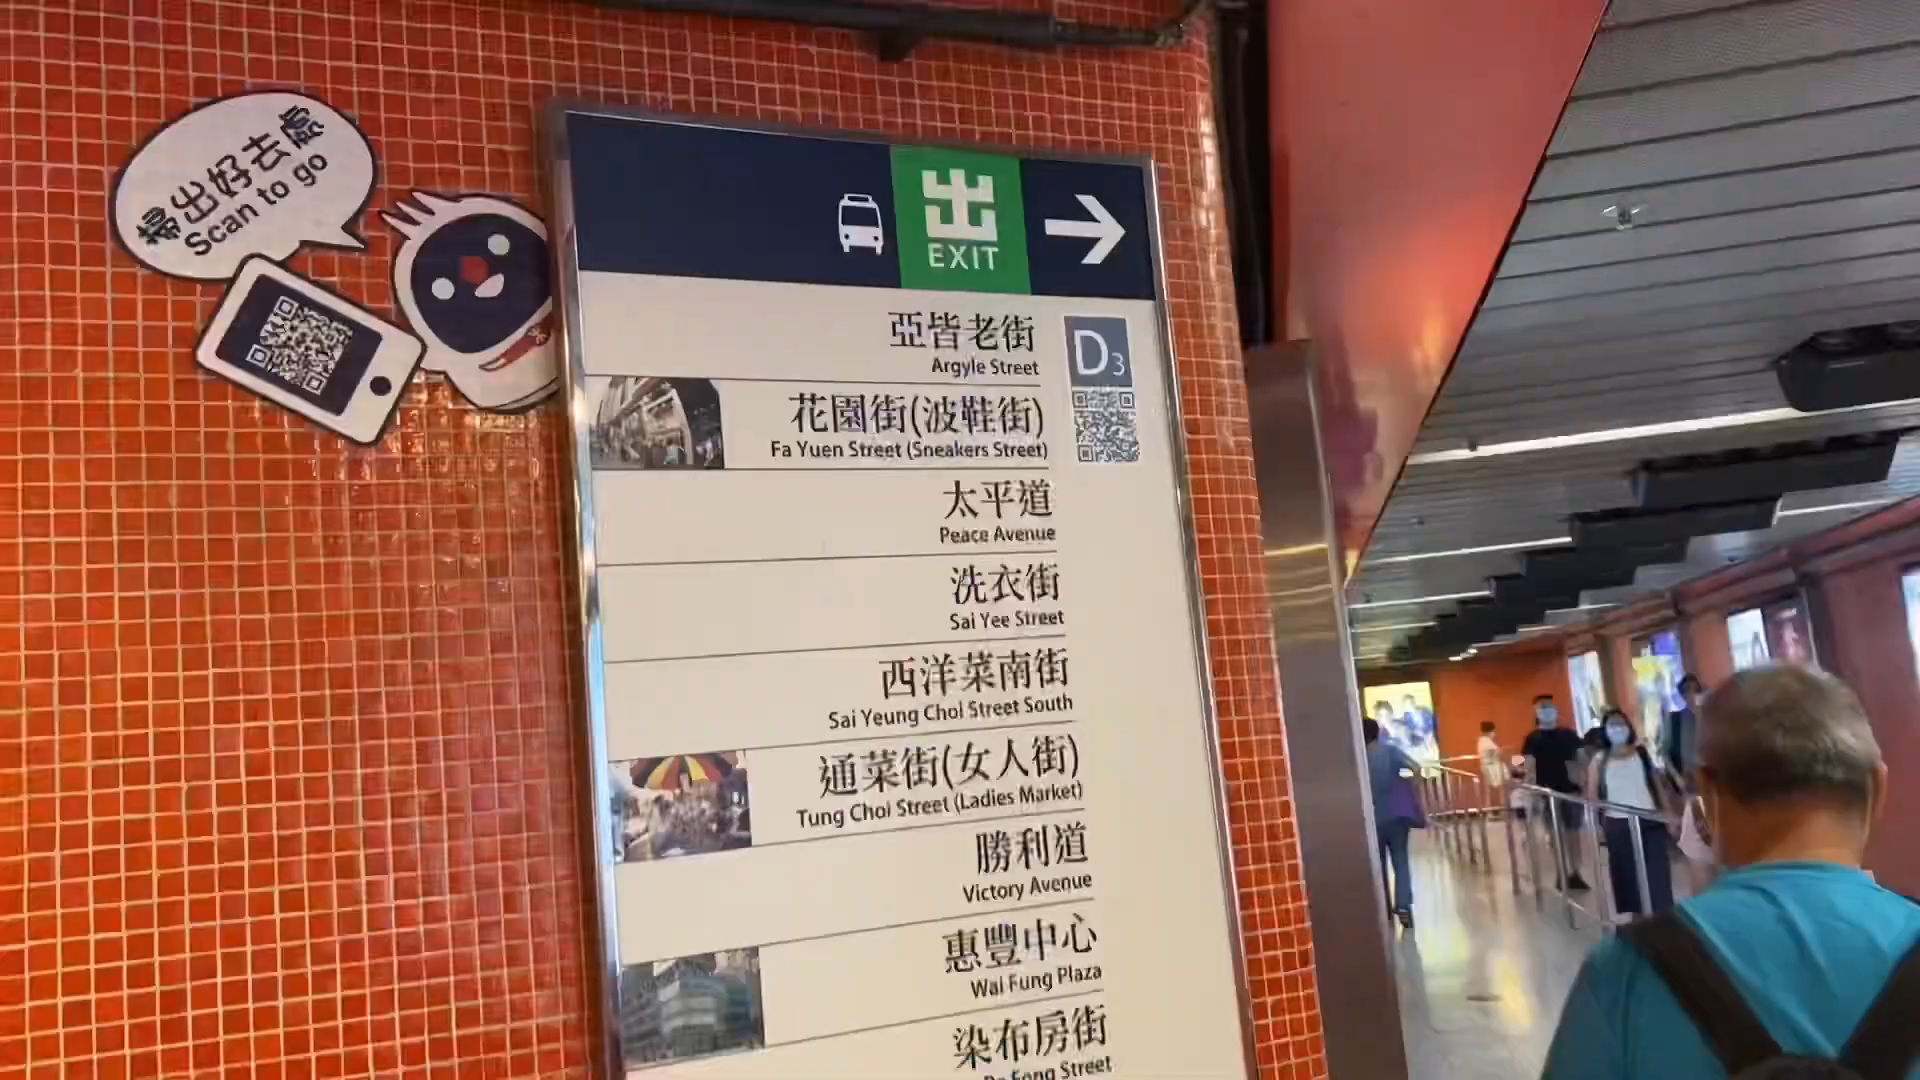 掃出好去處
Scan to go
出
EXIT
亞皆老街
Argyle Street
D3
花園街(波鞋街)
Fa Yuen Street (Sneakers Street)
太平道
Peace Avenue
洗衣街
Sai Yee Street
西洋菜南街
Sai Yeung Choi Street South
通菜街(女人街)
Tung Choi Street (Ladies Market)
勝利道
Victory Avenue
惠豐中心
Wai Fung Plaza
染布房街
Fong Street